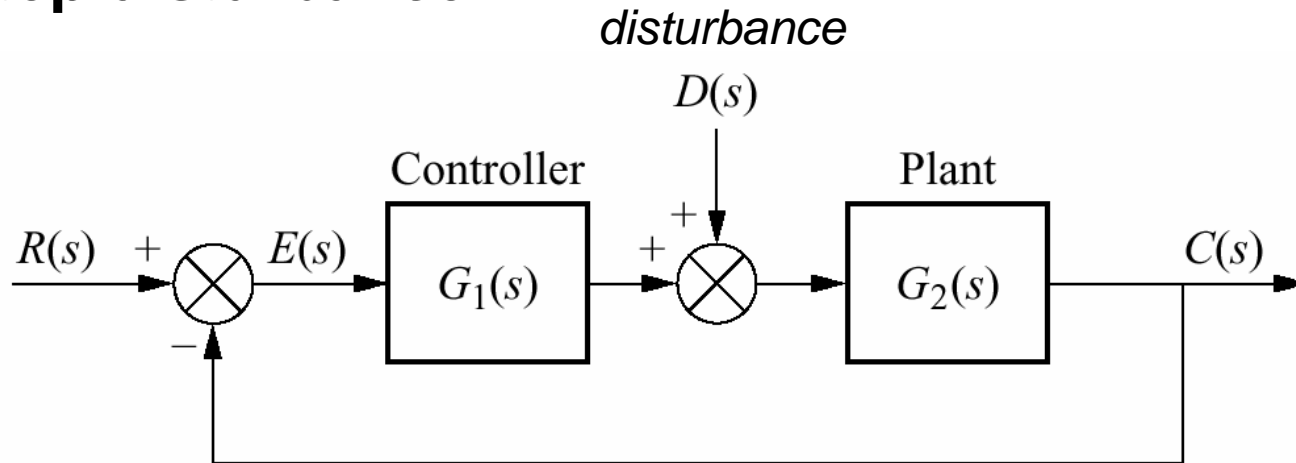 disturbance
D(s)
Controller
Plant
+
R(s) + E(s) G₁(s) + G₂(s) C(s)
−